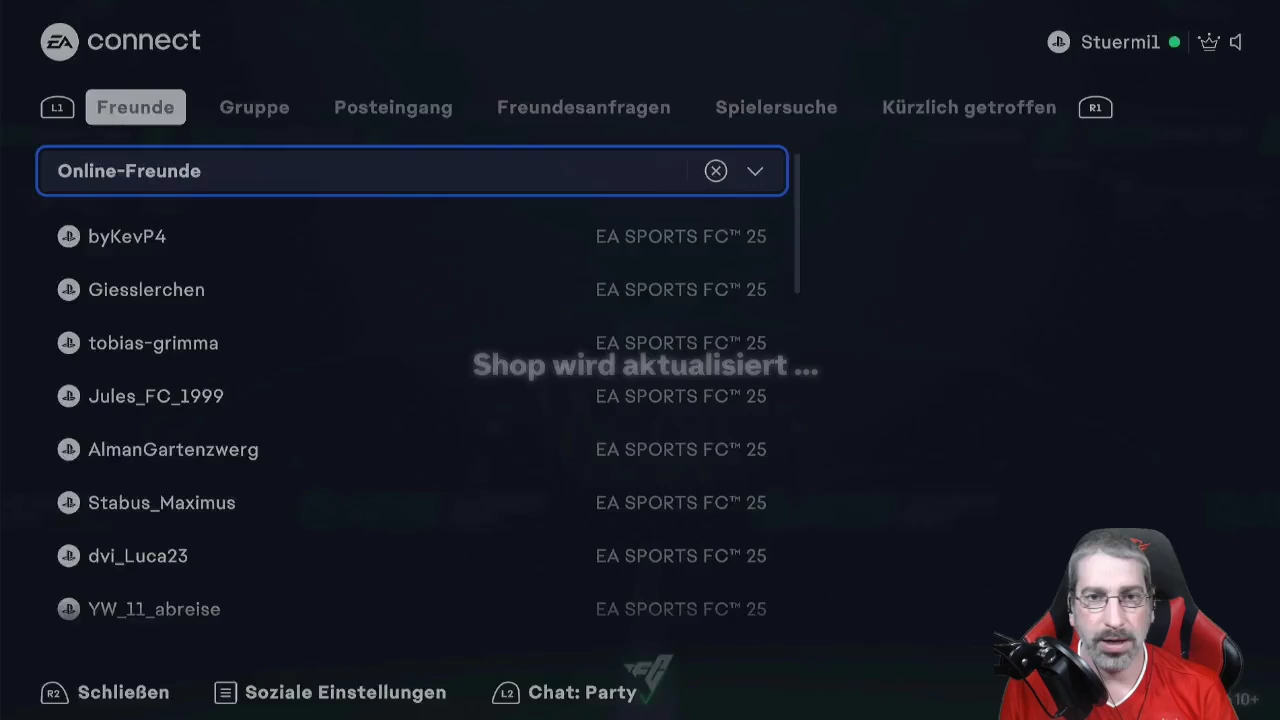 EA connect
Stuermi1
L1 Freunde Gruppe Posteingang Freundesanfragen Spielersuche Kürzlich getroffen R1
Online-Freunde
byKevP4 EA SPORTS FC™ 25
Giesslerchen EA SPORTS FC™ 25
tobias-grimma EA SPORTS FC™ 25
Shop wird aktualisiert ...
Jules_FC_1999 EA SPORTS FC™ 25
AlmanGartenzwerg EA SPORTS FC™ 25
Stabus_Maximus EA SPORTS FC™ 25
dvi_Luca23 EA SPORTS FC™ 25
YW_11_abreise EA SPORTS FC™ 25
R2 Schließen Soziale Einstellungen L2 Chat: Party
10+